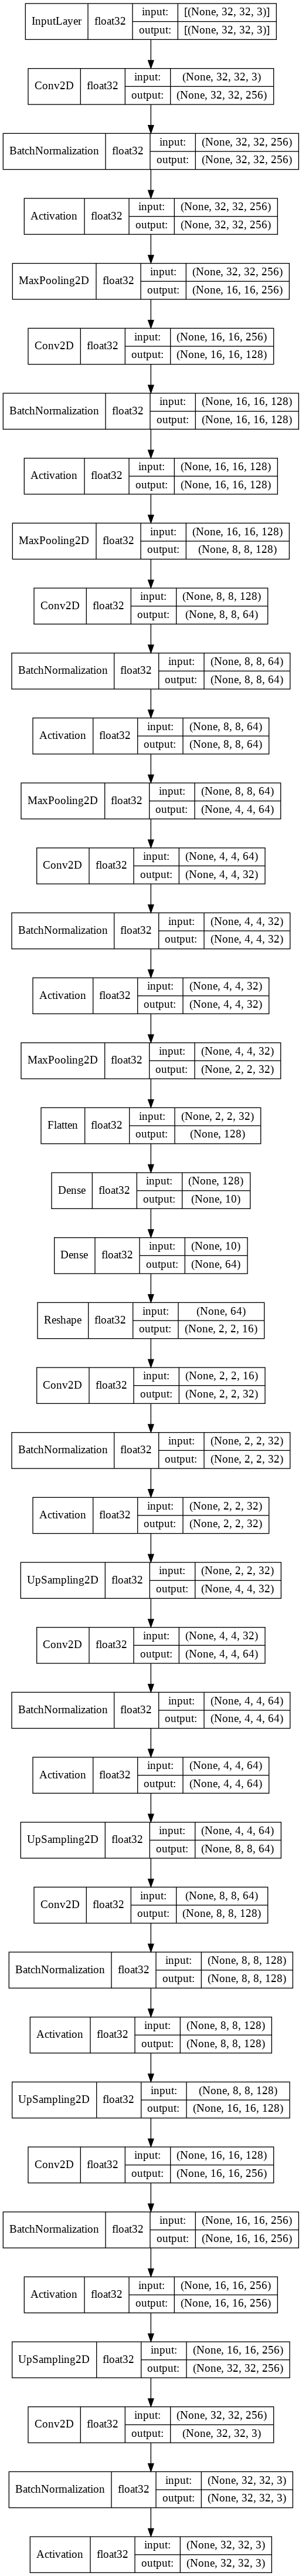 InputLayer float32 input: [(None, 32, 32, 3)]
output: [(None, 32, 32, 3)]
Conv2D float32 input: (None, 32, 32, 3)
output: (None, 32, 32, 256)
BatchNormalization float32 input: (None, 32, 32, 256)
output: (None, 32, 32, 256)
Activation float32 input: (None, 32, 32, 256)
output: (None, 32, 32, 256)
MaxPooling2D float32 input: (None, 32, 32, 256)
output: (None, 16, 16, 256)
Conv2D float32 input: (None, 16, 16, 256)
output: (None, 16, 16, 128)
BatchNormalization float32 input: (None, 16, 16, 128)
output: (None, 16, 16, 128)
Activation float32 input: (None, 16, 16, 128)
output: (None, 16, 16, 128)
MaxPooling2D float32 input: (None, 16, 16, 128)
output: (None, 8, 8, 128)
Conv2D float32 input: (None, 8, 8, 128)
output: (None, 8, 8, 64)
BatchNormalization float32 input: (None, 8, 8, 64)
output: (None, 8, 8, 64)
Activation float32 input: (None, 8, 8, 64)
output: (None, 8, 8, 64)
MaxPooling2D float32 input: (None, 8, 8, 64)
output: (None, 4, 4, 64)
Conv2D float32 input: (None, 4, 4, 64)
output: (None, 4, 4, 32)
BatchNormalization float32 input: (None, 4, 4, 32)
output: (None, 4, 4, 32)
Activation float32 input: (None, 4, 4, 32)
output: (None, 4, 4, 32)
MaxPooling2D float32 input: (None, 4, 4, 32)
output: (None, 2, 2, 32)
Flatten float32 input: (None, 2, 2, 32)
output: (None, 128)
Dense float32 input: (None, 128)
output: (None, 10)
Dense float32 input: (None, 10)
output: (None, 64)
Reshape float32 input: (None, 64)
output: (None, 2, 2, 16)
Conv2D float32 input: (None, 2, 2, 16)
output: (None, 2, 2, 32)
BatchNormalization float32 input: (None, 2, 2, 32)
output: (None, 2, 2, 32)
Activation float32 input: (None, 2, 2, 32)
output: (None, 2, 2, 32)
UpSampling2D float32 input: (None, 2, 2, 32)
output: (None, 4, 4, 32)
Conv2D float32 input: (None, 4, 4, 32)
output: (None, 4, 4, 64)
BatchNormalization float32 input: (None, 4, 4, 64)
output: (None, 4, 4, 64)
Activation float32 input: (None, 4, 4, 64)
output: (None, 4, 4, 64)
UpSampling2D float32 input: (None, 4, 4, 64)
output: (None, 8, 8, 64)
Conv2D float32 input: (None, 8, 8, 64)
output: (None, 8, 8, 128)
BatchNormalization float32 input: (None, 8, 8, 128)
output: (None, 8, 8, 128)
Activation float32 input: (None, 8, 8, 128)
output: (None, 8, 8, 128)
UpSampling2D float32 input: (None, 8, 8, 128)
output: (None, 16, 16, 128)
Conv2D float32 input: (None, 16, 16, 128)
output: (None, 16, 16, 256)
BatchNormalization float32 input: (None, 16, 16, 256)
output: (None, 16, 16, 256)
Activation float32 input: (None, 16, 16, 256)
output: (None, 16, 16, 256)
UpSampling2D float32 input: (None, 16, 16, 256)
output: (None, 32, 32, 256)
Conv2D float32 input: (None, 32, 32, 256)
output: (None, 32, 32, 3)
BatchNormalization float32 input: (None, 32, 32, 3)
output: (None, 32, 32, 3)
Activation float32 input: (None, 32, 32, 3)
output: (None, 32, 32, 3)